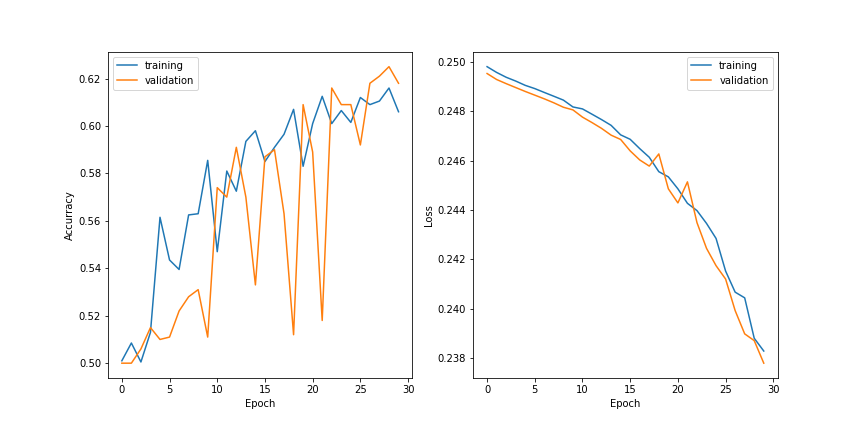 training
validation
0.62
0.60
0.58
0.56
0.54
0.52
0.50
Accurracy
0 5 10 15 20 25 30
Epoch
training
validation
0.250
0.248
0.246
0.244
0.242
0.240
0.238
Loss
0 5 10 15 20 25 30
Epoch